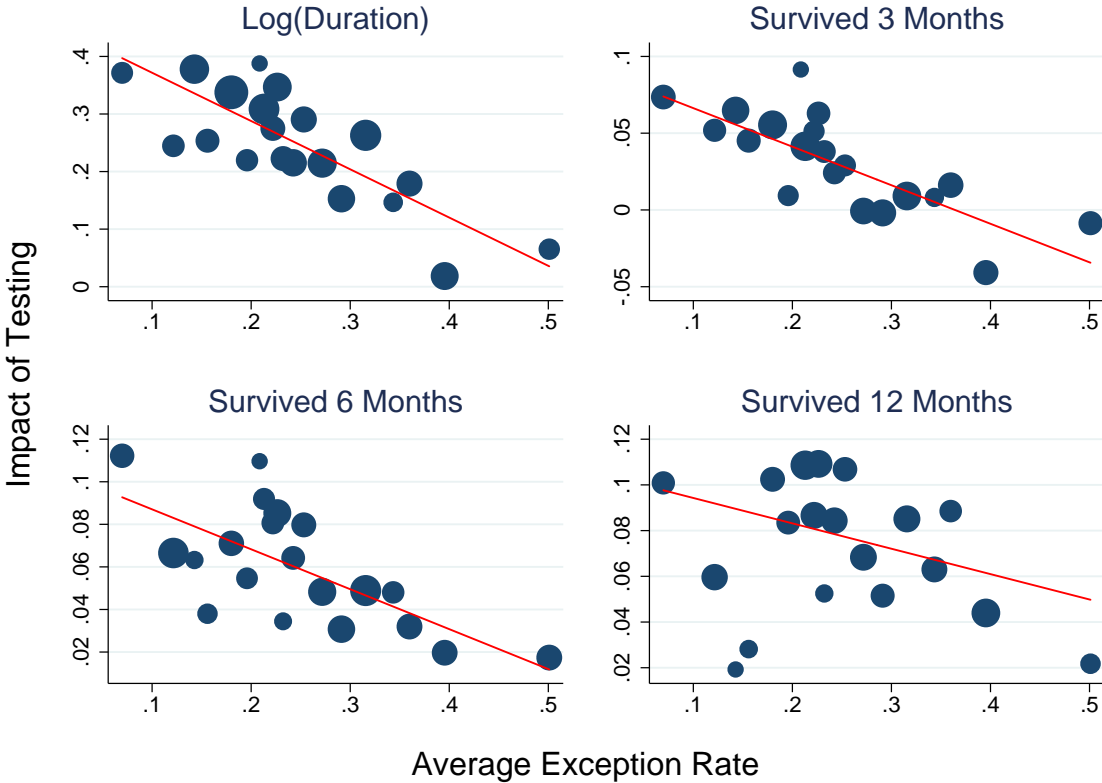 Log(Duration)
Survived 3 Months
.4
.3
.2
.1
0
.1 .2 .3 .4 .5
.1
.05
0
-.05
.1 .2 .3 .4 .5
Impact of Testing
Survived 6 Months
Survived 12 Months
.12
.1
.08
.06
.04
.02
.1 .2 .3 .4 .5
.12
.1
.08
.06
.04
.02
.1 .2 .3 .4 .5
Average Exception Rate